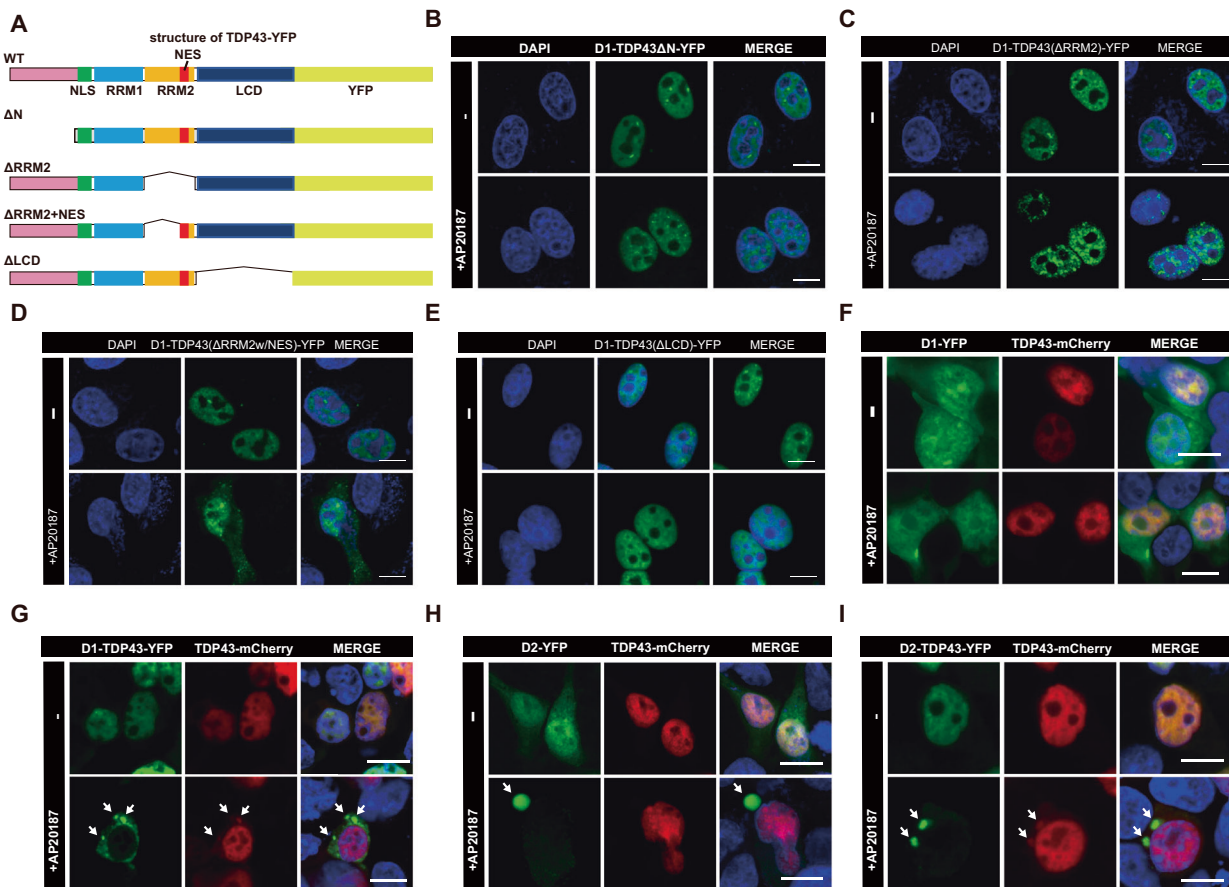 A
structure of TDP43-YFP
NES
WT
NLS RRM1 RRM2 LCD YFP
ΔN
ΔRRM2
ΔRRM2+NES
ΔLCD
B
DAPI D1-TDP43ΔN-YFP MERGE
-
+AP20187
C
DAPI D1-TDP43(ΔRRM2)-YFP MERGE
-
+AP20187
D
DAPI D1-TDP43(ΔRRM2w/NES)-YFP MERGE
-
+AP20187
E
DAPI D1-TDP43(ΔLCD)-YFP MERGE
-
+AP20187
F
D1-YFP TDP43-mCherry MERGE
-
+AP20187
G
D1-TDP43-YFP TDP43-mCherry MERGE
-
+AP20187
H
D2-YFP TDP43-mCherry MERGE
-
+AP20187
I
D2-TDP43-YFP TDP43-mCherry MERGE
-
+AP20187